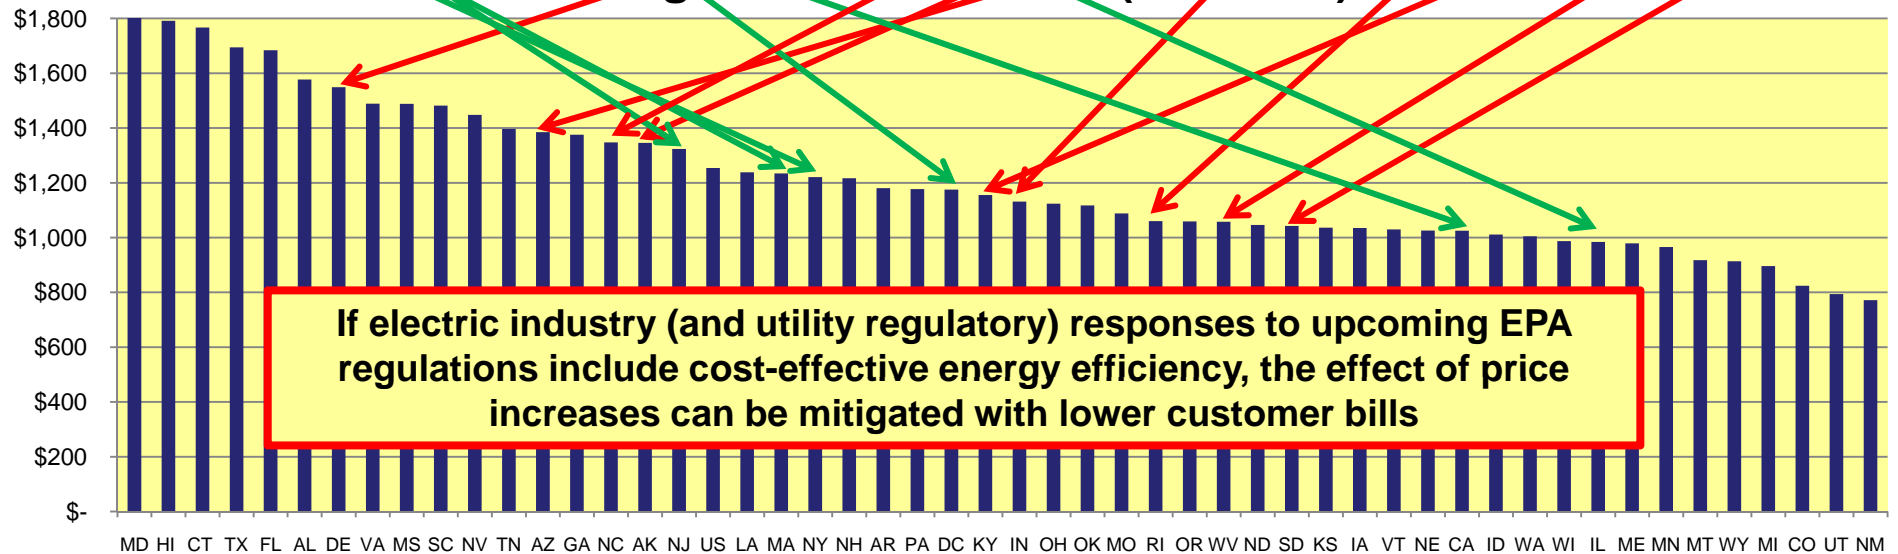 $1,800
$1,600
$1,400
$1,200
$1,000
$800
$600
$400
$200
$-
If electric industry (and utility regulatory) responses to upcoming EPA
regulations include cost-effective energy efficiency, the effect of price
increases can be mitigated with lower customer bills
MD HI CT TX FL AL DE VA MS SC NV TN AZ GA NC AK NJ US LA MA NY NH AR PA DC KY IN OH OK MO RI OR WV ND SD KS IA VT NE CA ID WA WI IL ME MN MT WY MI CO UT NM